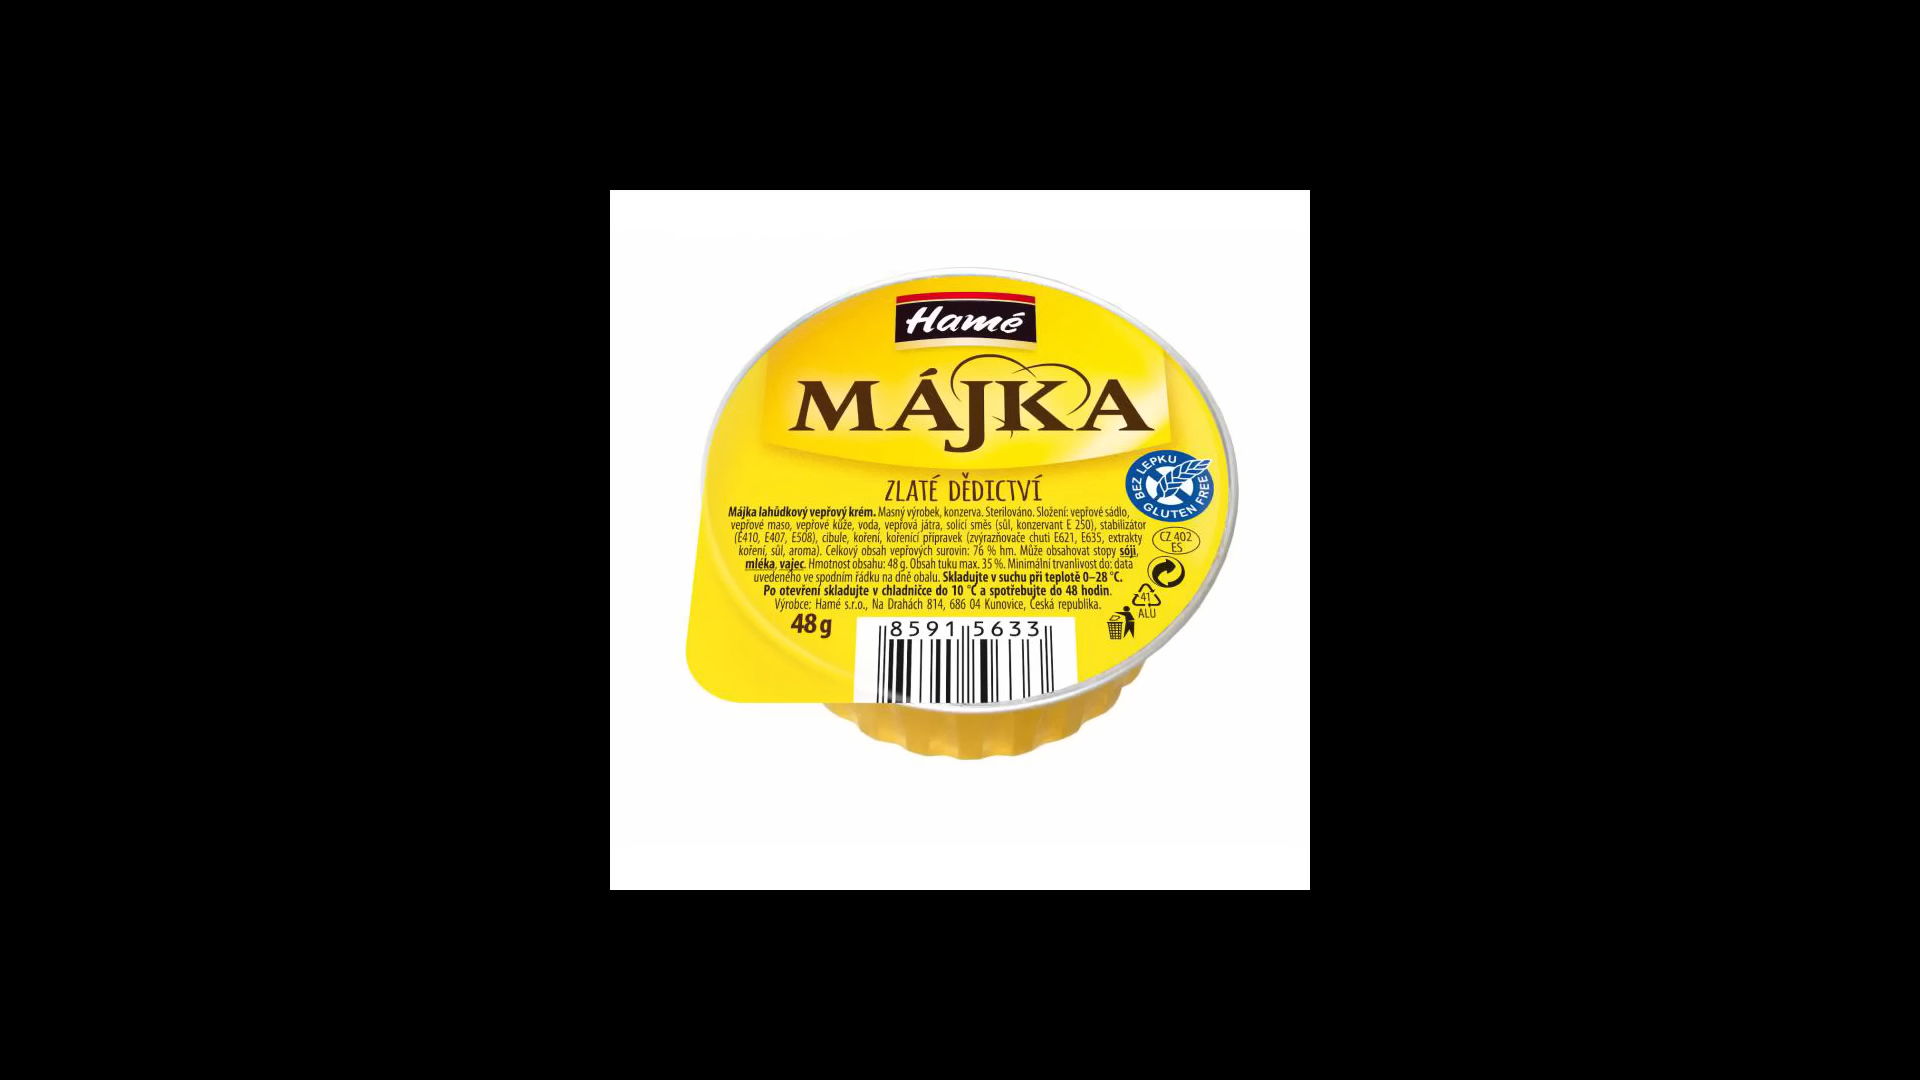 Hamé
MÁJKA
ZLATÉ DĚDICTVÍ
BEZ LEPKU
GLUTEN FREE
Májka lahůdkový vepřový krém. Masný výrobek, konzerva. Sterilováno. Složení: vepřové sádlo,
vepřové maso, vepřové kůže, voda, vepřová játra, solící směs (sůl, konzervant E 250), stabilizátor
(E410, E407, E508), cibule, koření, kořenicí přípravek (zvýrazňovače chuti E621, E635, extrakty
koření, sůl, aroma). Celkový obsah vepřových surovin: 76 % hm. Může obsahovat stopy sóji,
mléka, vajec. Hmotnost obsahu: 48 g. Obsah tuku max. 35 %. Minimální trvanlivost do: data
uvedeného ve spodním řádku na dně obalu. Skladujte v suchu při teplotě 0–28 °C.
Po otevření skladujte v chladničce do 10 °C a spotřebujte do 48 hodin.
Výrobce: Hamé s.r.o., Na Drahách 814, 686 04 Kunovice, Česká republika.
CZ 402
ES
41
ALU
48 g
8591 5633